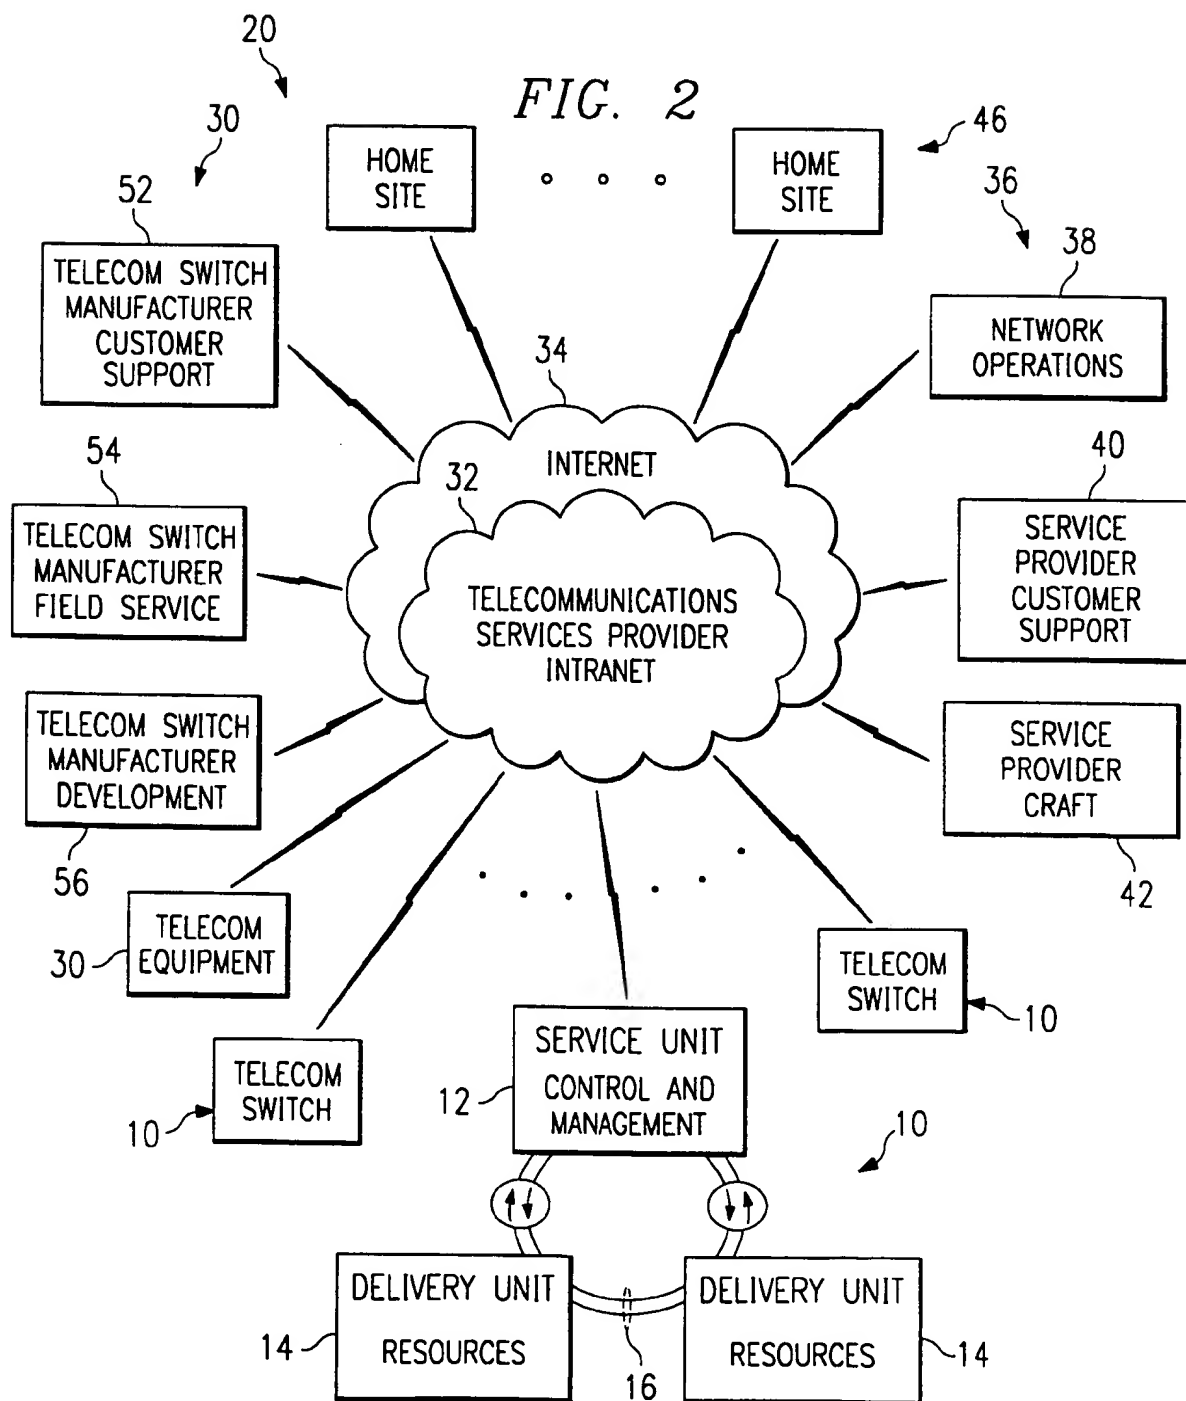 20
FIG. 2
30
46
HOME
SITE
HOME
SITE
36
52
38
TELECOM SWITCH
MANUFACTURER
CUSTOMER
SUPPORT
NETWORK
OPERATIONS
34
INTERNET
54
32
40
TELECOM SWITCH
MANUFACTURER
FIELD SERVICE
SERVICE
PROVIDER
CUSTOMER
SUPPORT
TELECOMMUNICATIONS
SERVICES PROVIDER
INTRANET
TELECOM SWITCH
MANUFACTURER
DEVELOPMENT
SERVICE
PROVIDER
CRAFT
56
42
TELECOM
EQUIPMENT
30
TELECOM
SWITCH
10
TELECOM
SWITCH
10
SERVICE UNIT
CONTROL AND
MANAGEMENT
12
10
DELIVERY UNIT
RESOURCES
14
DELIVERY UNIT
RESOURCES
14
16